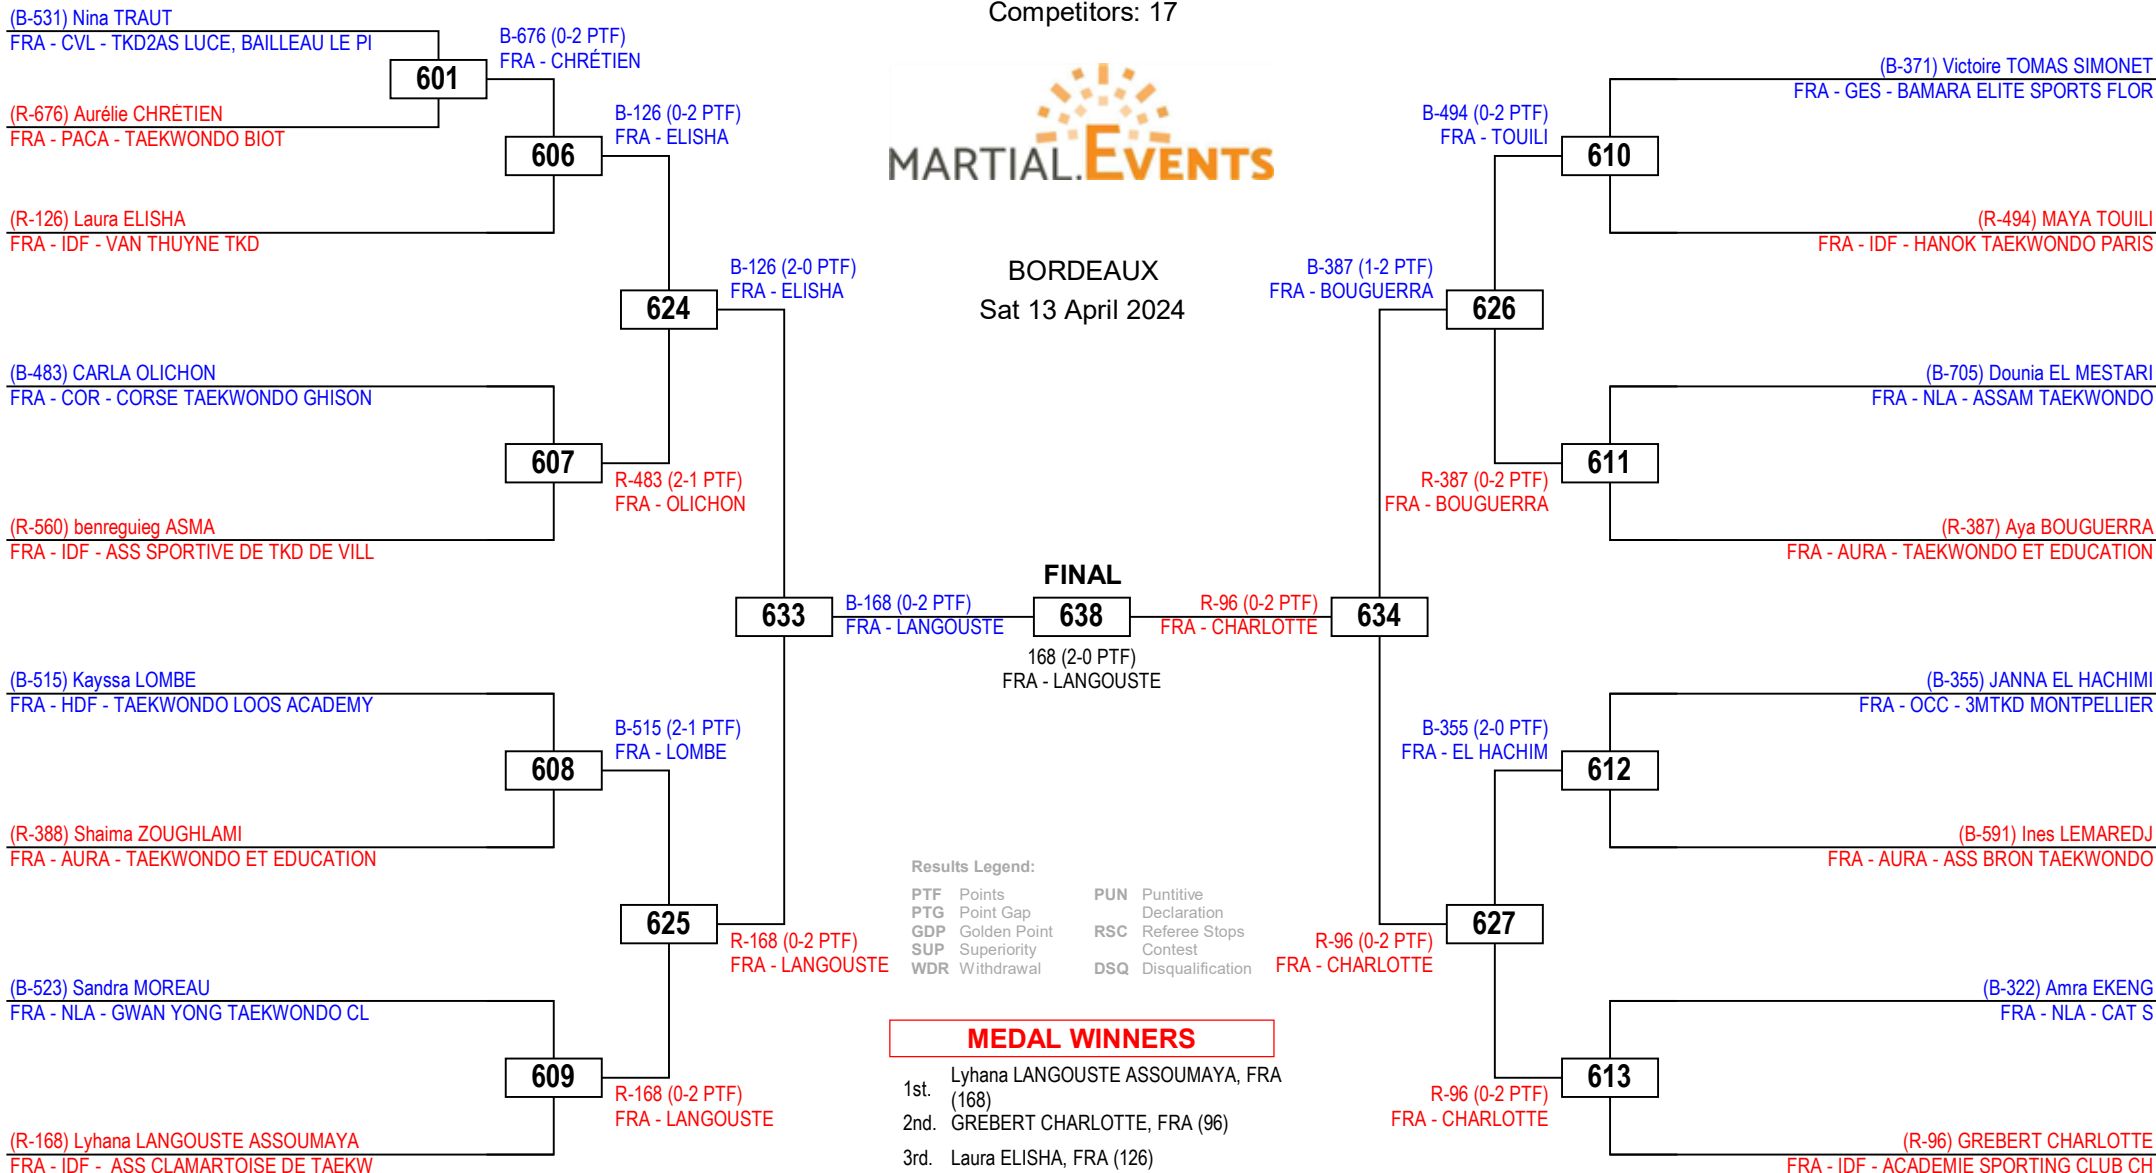 Competitors: 17
MARTIAL.EVENTS
BORDEAUX
Sat 13 April 2024
(B-531) Nina TRAUT
FRA - CVL - TKD2AS LUCE, BAILLEAU LE PI
601
(R-676) Aurélie CHRÉTIEN
FRA - PACA - TAEKWONDO BIOT
B-676 (0-2 PTF)
FRA - CHRÉTIEN
606
(R-126) Laura ELISHA
FRA - IDF - VAN THUYNE TKD
B-126 (0-2 PTF)
FRA - ELISHA
624
B-126 (2-0 PTF)
FRA - ELISHA
(B-483) CARLA OLICHON
FRA - COR - CORSE TAEKWONDO GHISON
607
R-483 (2-1 PTF)
FRA - OLICHON
(R-560) benreguieg ASMA
FRA - IDF - ASS SPORTIVE DE TKD DE VILL
633
B-168 (0-2 PTF)
FRA - LANGOUSTE
(B-515) Kayssa LOMBE
FRA - HDF - TAEKWONDO LOOS ACADEMY
608
B-515 (2-1 PTF)
FRA - LOMBE
(R-388) Shaima ZOUGHLAMI
FRA - AURA - TAEKWONDO ET EDUCATION
625
R-168 (0-2 PTF)
FRA - LANGOUSTE
(B-523) Sandra MOREAU
FRA - NLA - GWAN YONG TAEKWONDO CL
609
R-168 (0-2 PTF)
FRA - LANGOUSTE
(R-168) Lyhana LANGOUSTE ASSOUMAYA
FRA - IDF - ASS CLAMARTOISE DE TAEKW
FINAL
638
168 (2-0 PTF)
FRA - LANGOUSTE
(B-371) Victoire TOMAS SIMONET
FRA - GES - BAMARA ELITE SPORTS FLOR
B-494 (0-2 PTF)
FRA - TOUILI
610
(R-494) MAYA TOUILI
FRA - IDF - HANOK TAEKWONDO PARIS
B-387 (1-2 PTF)
FRA - BOUGUERRA
626
(B-705) Dounia EL MESTARI
FRA - NLA - ASSAM TAEKWONDO
611
R-387 (0-2 PTF)
FRA - BOUGUERRA
(R-387) Aya BOUGUERRA
FRA - AURA - TAEKWONDO ET EDUCATION
R-96 (0-2 PTF)
FRA - CHARLOTTE
634
(B-355) JANNA EL HACHIMI
FRA - OCC - 3MTKD MONTPELLIER
B-355 (2-0 PTF)
FRA - EL HACHIM
612
(B-591) Ines LEMAREDJ
FRA - AURA - ASS BRON TAEKWONDO
627
R-96 (0-2 PTF)
FRA - CHARLOTTE
(B-322) Amra EKENG
FRA - NLA - CAT S
613
R-96 (0-2 PTF)
FRA - CHARLOTTE
(R-96) GREBERT CHARLOTTE
FRA - IDF - ACADEMIE SPORTING CLUB CH
Results Legend:
PTF Points
PTG Point Gap
GDP Golden Point
SUP Superiority
WDR Withdrawal
PUN Puntitive
Declaration
RSC Referee Stops
Contest
DSQ Disqualification
MEDAL WINNERS
1st. Lyhana LANGOUSTE ASSOUMAYA, FRA
(168)
2nd. GREBERT CHARLOTTE, FRA (96)
3rd. Laura ELISHA, FRA (126)